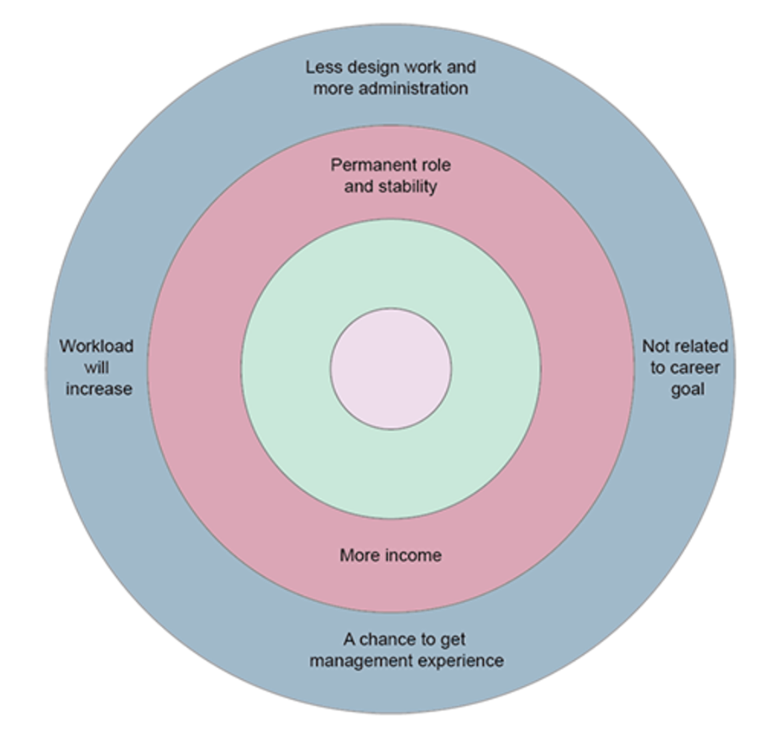 Less design work and
more administration
Permanent role
and stability
Workload
will
increase
Not related
to career
goal
More income
A chance to get
management experience